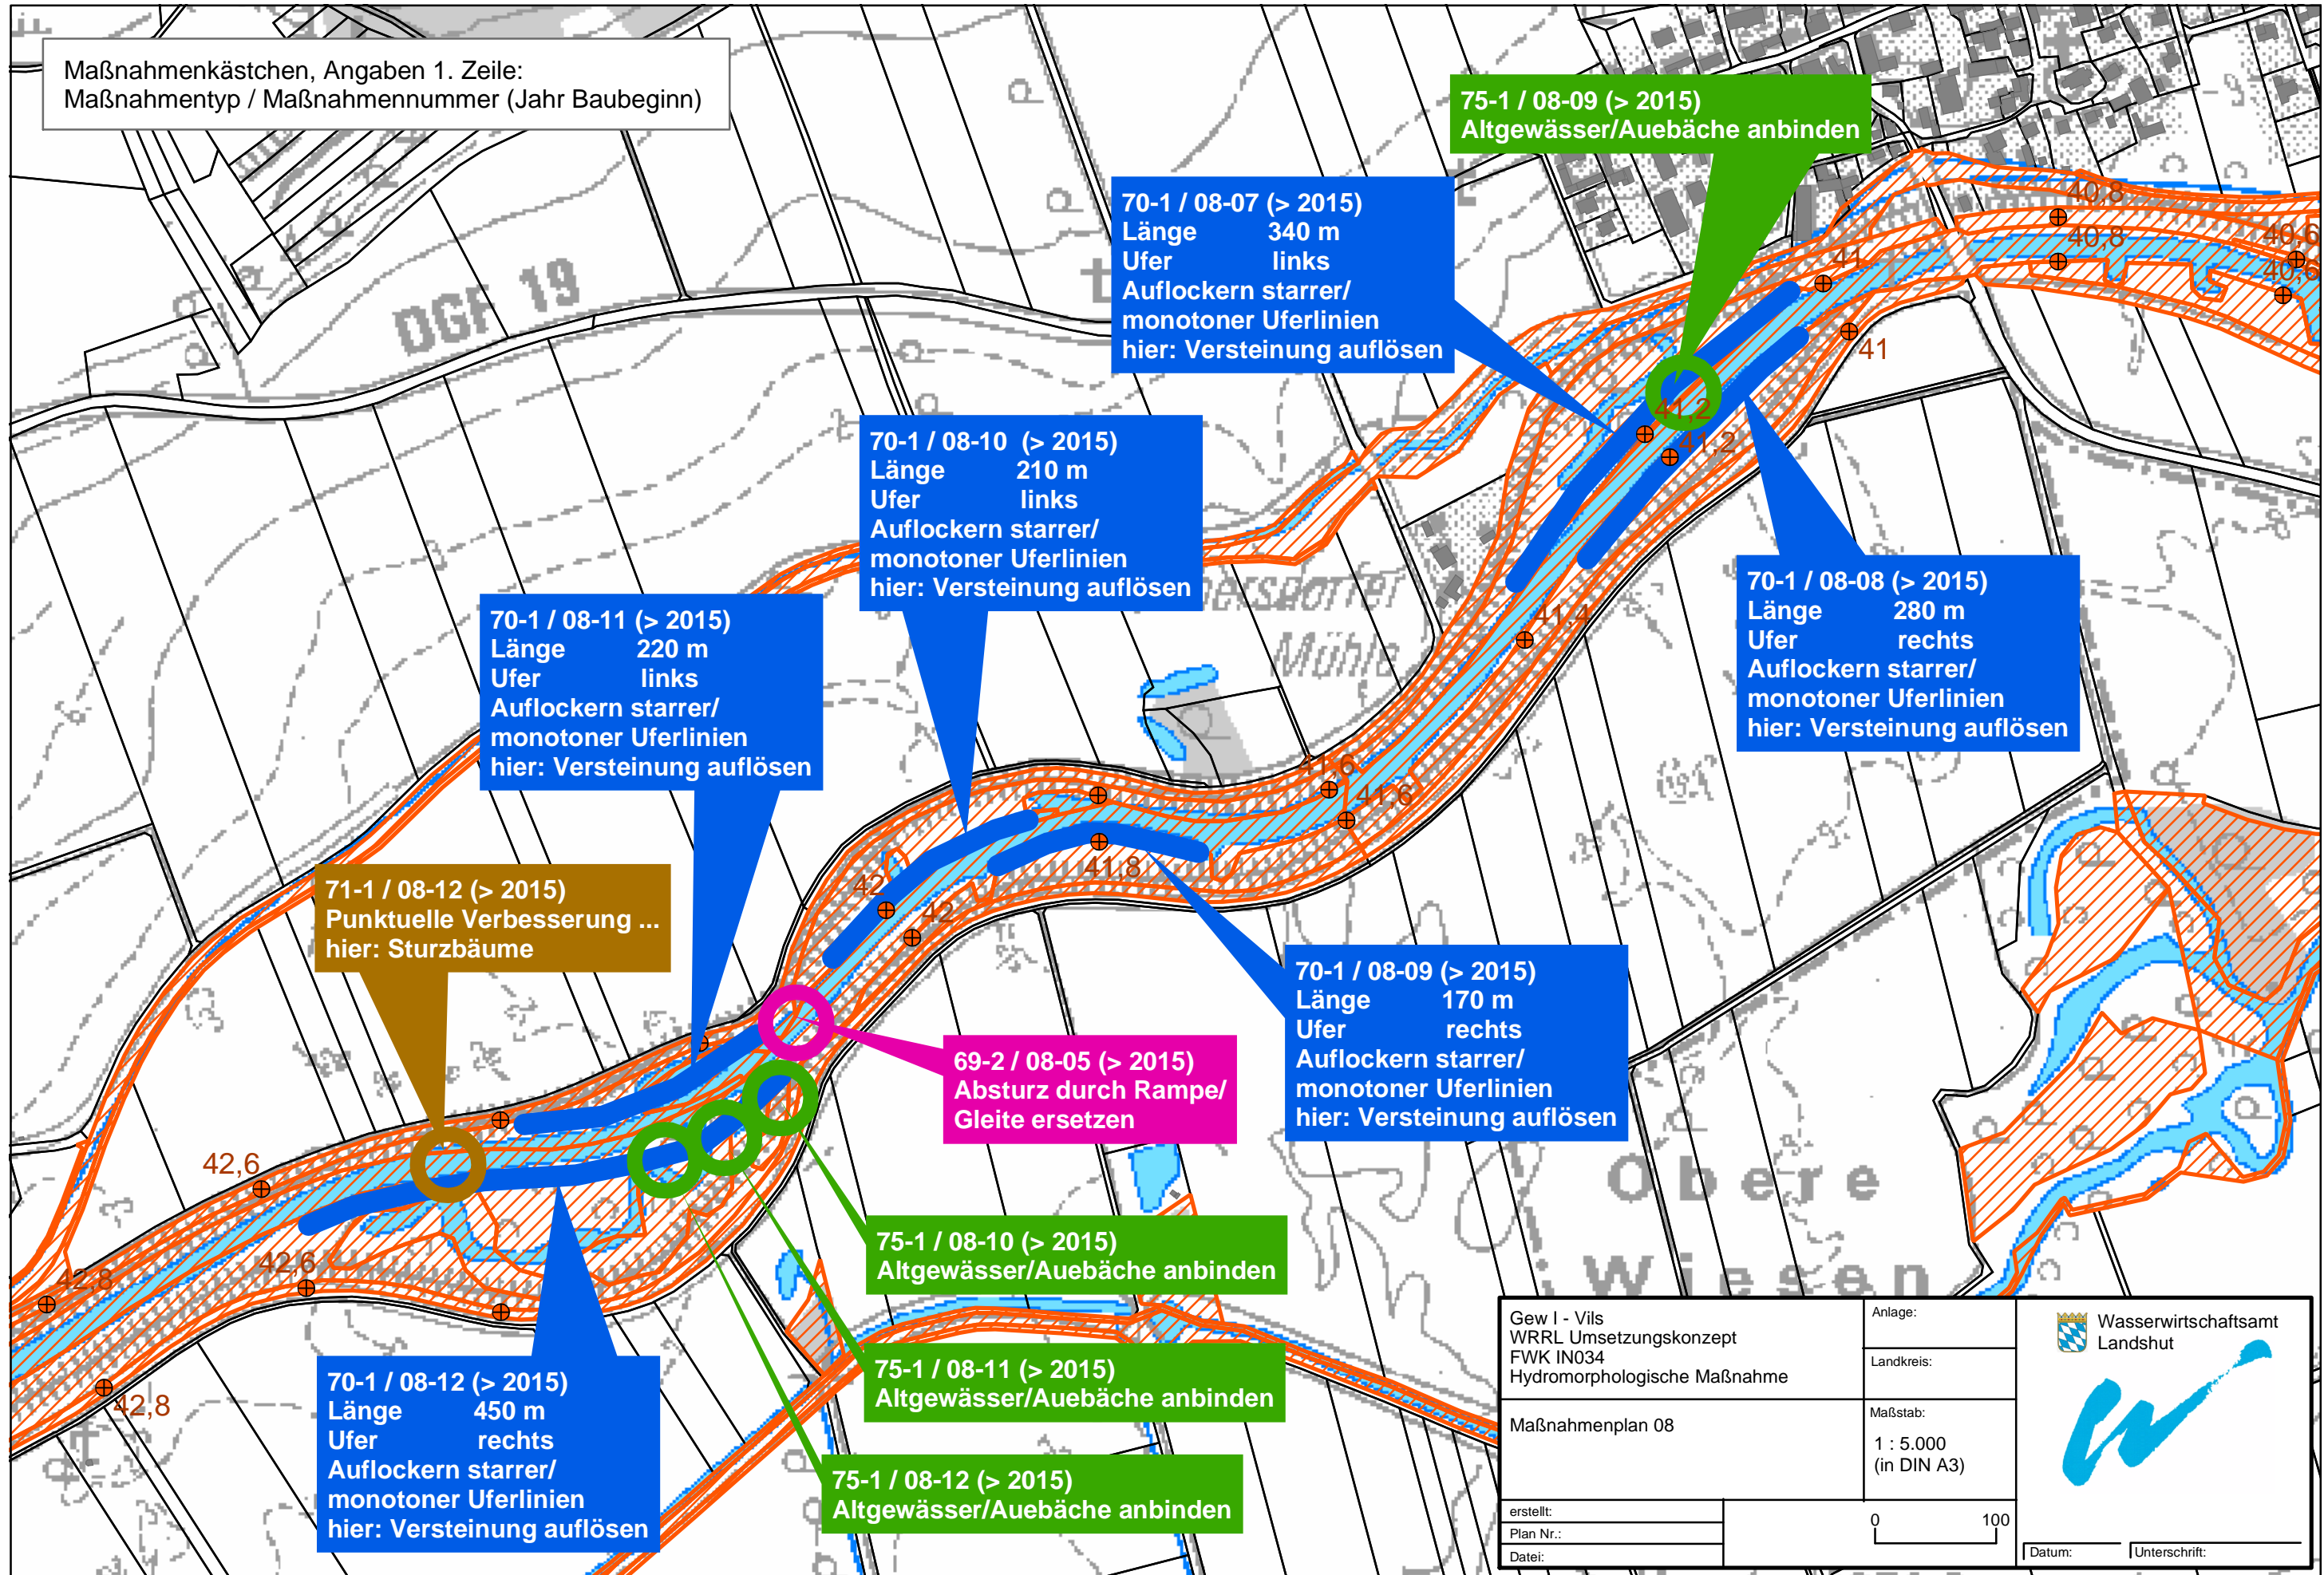 Maßnahmenkästchen, Angaben 1. Zeile:
Maßnahmentyp / Maßnahmennummer (Jahr Baubeginn)
75-1 / 08-09 (> 2015)
Altgewässer/Auebäche anbinden
70-1 / 08-07 (> 2015)
Länge 340 m
Ufer links
Auflockern starrer/
monotoner Uferlinien
hier: Versteinung auflösen
40,8
40,8
40,6
40,6
41
41
DGF 19
41,2
41,2
70-1 / 08-10 (> 2015)
Länge 210 m
Ufer links
Auflockern starrer/
monotoner Uferlinien
hier: Versteinung auflösen
70-1 / 08-08 (> 2015)
Länge 280 m
Ufer rechts
Auflockern starrer/
monotoner Uferlinien
hier: Versteinung auflösen
70-1 / 08-11 (> 2015)
Länge 220 m
Ufer links
Auflockern starrer/
monotoner Uferlinien
hier: Versteinung auflösen
Mühle
41,4
41,6
41,6
41,8
42
42
71-1 / 08-12 (> 2015)
Punktuelle Verbesserung ...
hier: Sturzbäume
70-1 / 08-09 (> 2015)
Länge 170 m
Ufer rechts
Auflockern starrer/
monotoner Uferlinien
hier: Versteinung auflösen
69-2 / 08-05 (> 2015)
Absturz durch Rampe/
Gleite ersetzen
42,6
42,6
42,8
42,8
Obere
Wiesen
75-1 / 08-10 (> 2015)
Altgewässer/Auebäche anbinden
75-1 / 08-11 (> 2015)
Altgewässer/Auebäche anbinden
75-1 / 08-12 (> 2015)
Altgewässer/Auebäche anbinden
70-1 / 08-12 (> 2015)
Länge 450 m
Ufer rechts
Auflockern starrer/
monotoner Uferlinien
hier: Versteinung auflösen
Gew I - Vils
WRRL Umsetzungskonzept
FWK IN034
Hydromorphologische Maßnahme
Anlage:
Landkreis:
Wasserwirtschaftsamt
Landshut
Maßnahmenplan 08
Maßstab:
1 : 5.000
(in DIN A3)
erstellt:
Plan Nr.:
Datei:
0 100
Datum:
Unterschrift: